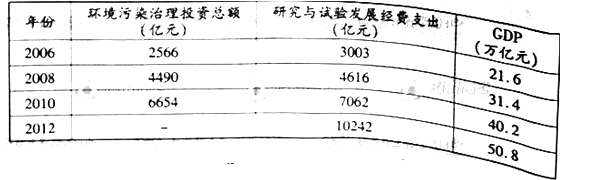 年份 环境污染治理投资总额（亿元） 研究与试验发展经费支出（亿元） GDP（万亿元）
2006 2566 3003 21.6
2008 4490 4616 31.4
2010 6654 7062 40.2
2012 – 10242 50.8